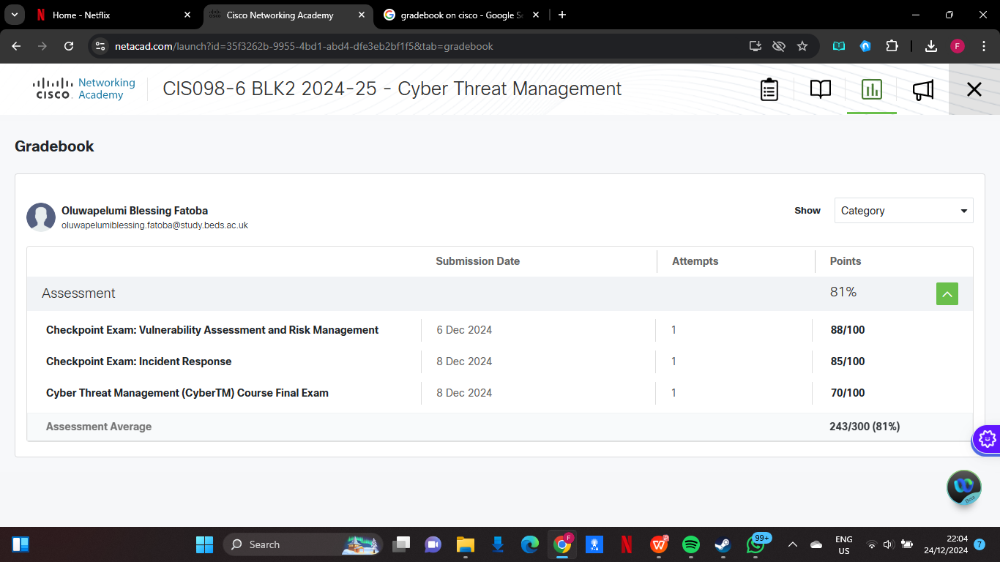 Home - Netflix
Cisco Networking Academy
gradebook on cisco - Google Se
netacad.com/launch?id=35f3262b-9955-4bd1-abd4-dfe3eb2bf1f5&tab=gradebook
F
CISCO
Networking
Academy
CIS098-6 BLK2 2024-25 - Cyber Threat Management
Gradebook
Oluwapelumi Blessing Fatoba
oluwapelumiblessing.fatoba@study.beds.ac.uk
Show
Category
Submission Date Attempts Points
Assessment 81%
Checkpoint Exam: Vulnerability Assessment and Risk Management 6 Dec 2024 1 88/100
Checkpoint Exam: Incident Response 8 Dec 2024 1 85/100
Cyber Threat Management (CyberTM) Course Final Exam 8 Dec 2024 1 70/100
Assessment Average 243/300 (81%)
Beta
Search
F
99+
ENG
US
22:04
24/12/2024
7